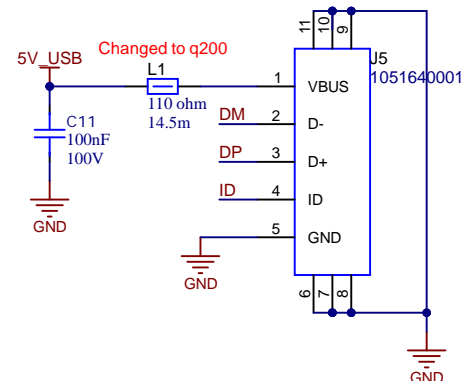 11
10
9
Changed to q200
5V_USB
L1
J5
1051640001
1
VBUS
110 ohm
14.5m
C11
100nF
100V
DM
2
D-
DP
3
D+
ID
4
ID
5
GND
GND
GND
6
7
8
GND